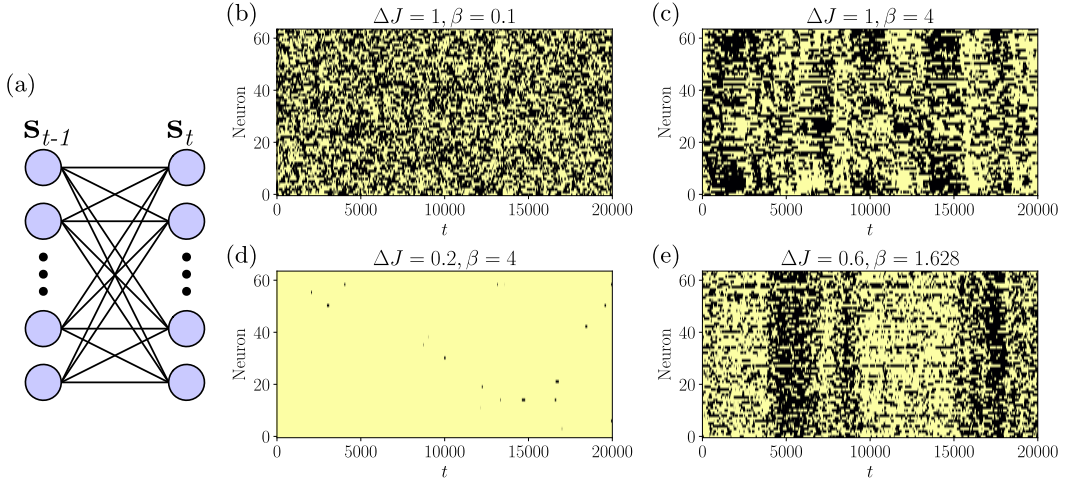 (a)
s_{t-1}
s_t
(b)
ΔJ = 1, β = 0.1
Neuron
60
40
20
0
0 5000 10000 15000 20000
t
(c)
ΔJ = 1, β = 4
Neuron
60
40
20
0
0 5000 10000 15000 20000
t
(d)
ΔJ = 0.2, β = 4
Neuron
60
40
20
0
0 5000 10000 15000 20000
t
(e)
ΔJ = 0.6, β = 1.628
Neuron
60
40
20
0
0 5000 10000 15000 20000
t